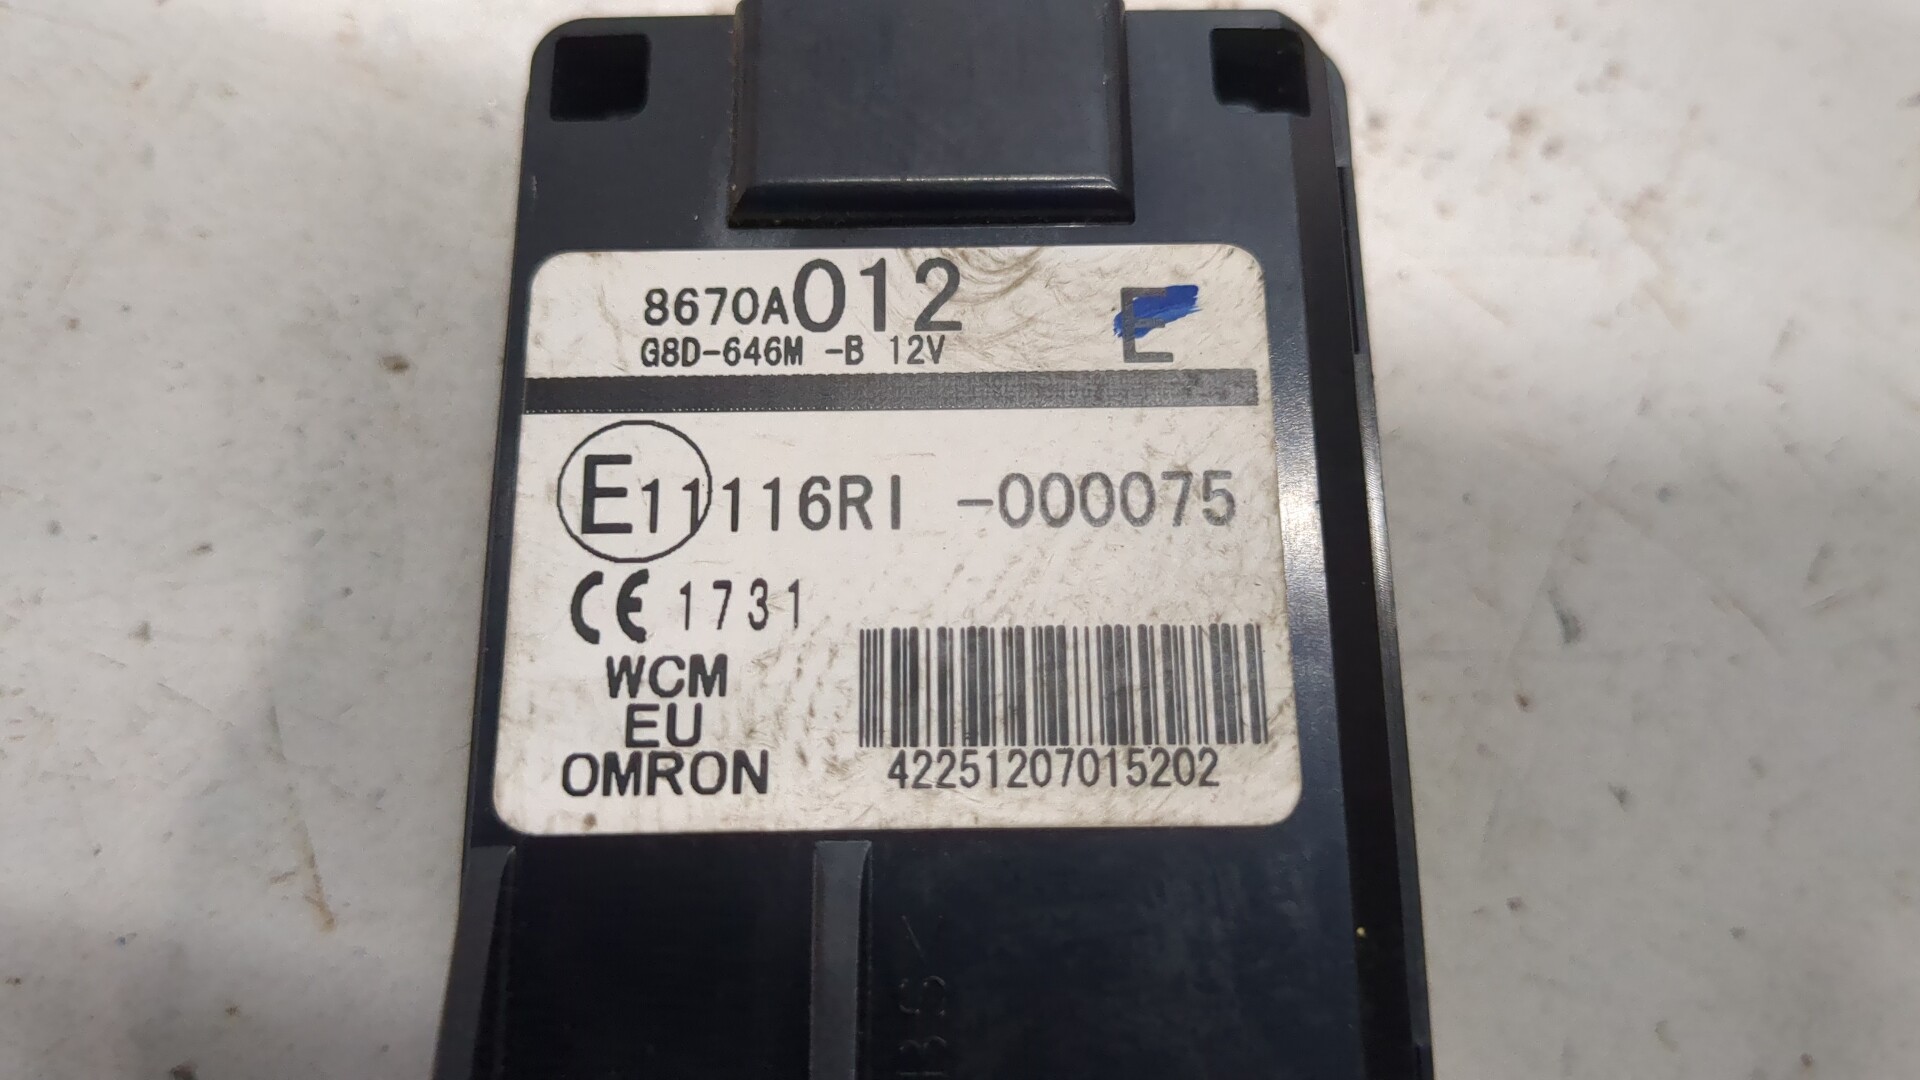 8670A012 E
G8D-646M -B 12V
E11 116RI -000075
CE 1731
WCM
EU
OMRON
42251207015202